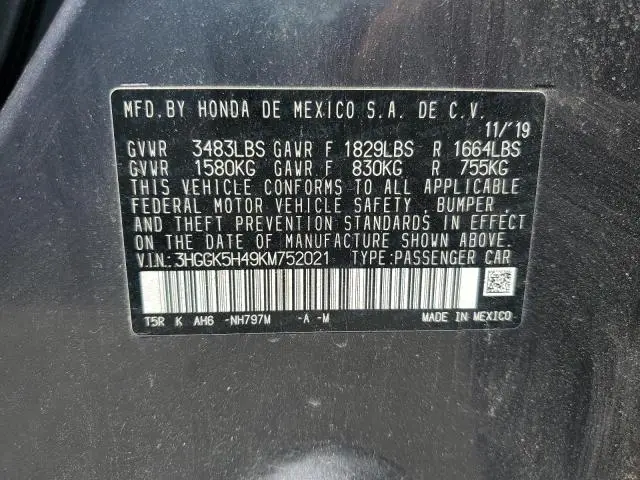 MFD.BY HONDA DE MEXICO S.A. DE C.V.
11/'19
GVWR 3483LBS GAWR F 1829LBS R 1664LBS
GVWR 1580KG GAWR F 830KG R 755KG
THIS VEHICLE CONFORMS TO ALL APPLICABLE
FEDERAL MOTOR VEHICLE SAFETY, BUMPER,
AND THEFT PREVENTION STANDARDS IN EFFECT
ON THE DATE OF MANUFACTURE SHOWN ABOVE.
V.I.N.: 3HGGK5H49KM752021 TYPE:PASSENGER CAR
T5R K AH6 -NH797M -A -M MADE IN MEXICO